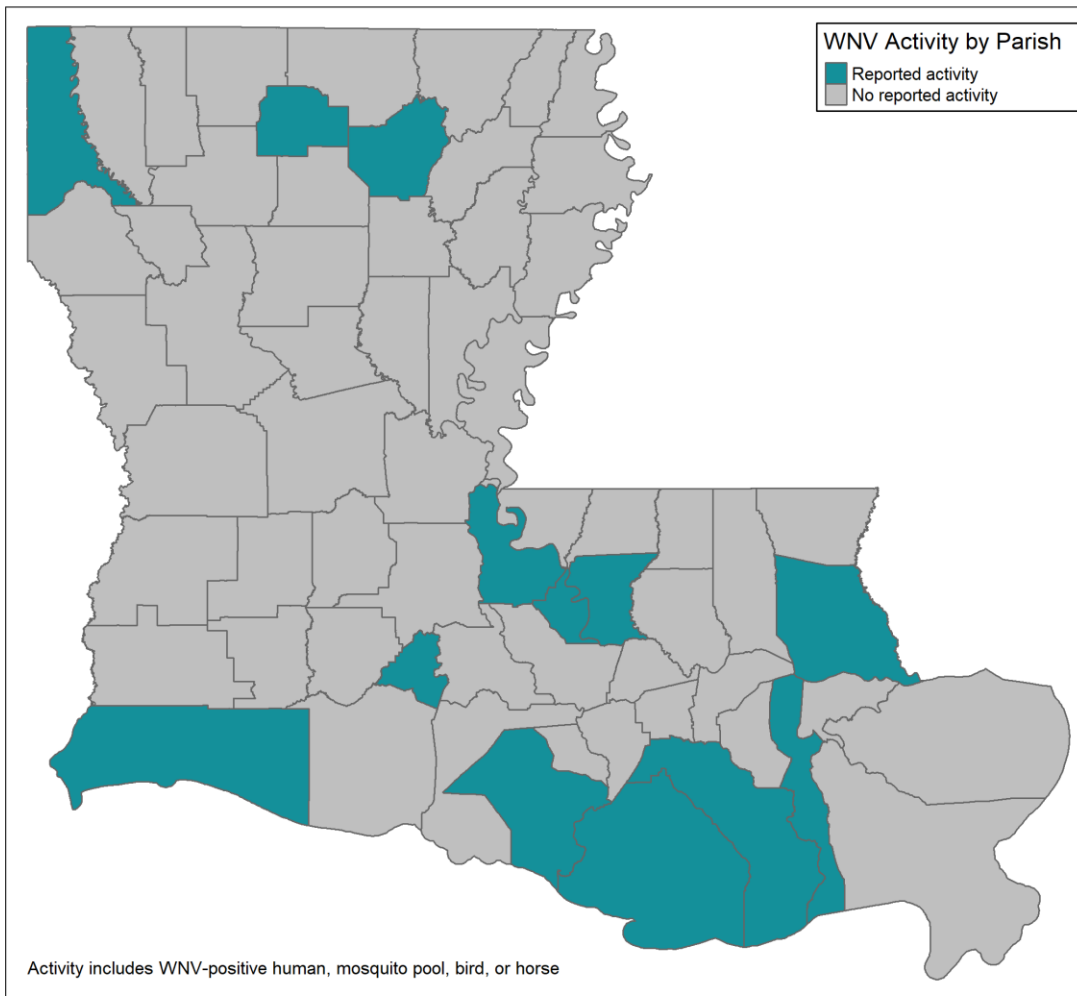 WNV Activity by Parish
Reported activity
No reported activity
Activity includes WNV-positive human, mosquito pool, bird, or horse